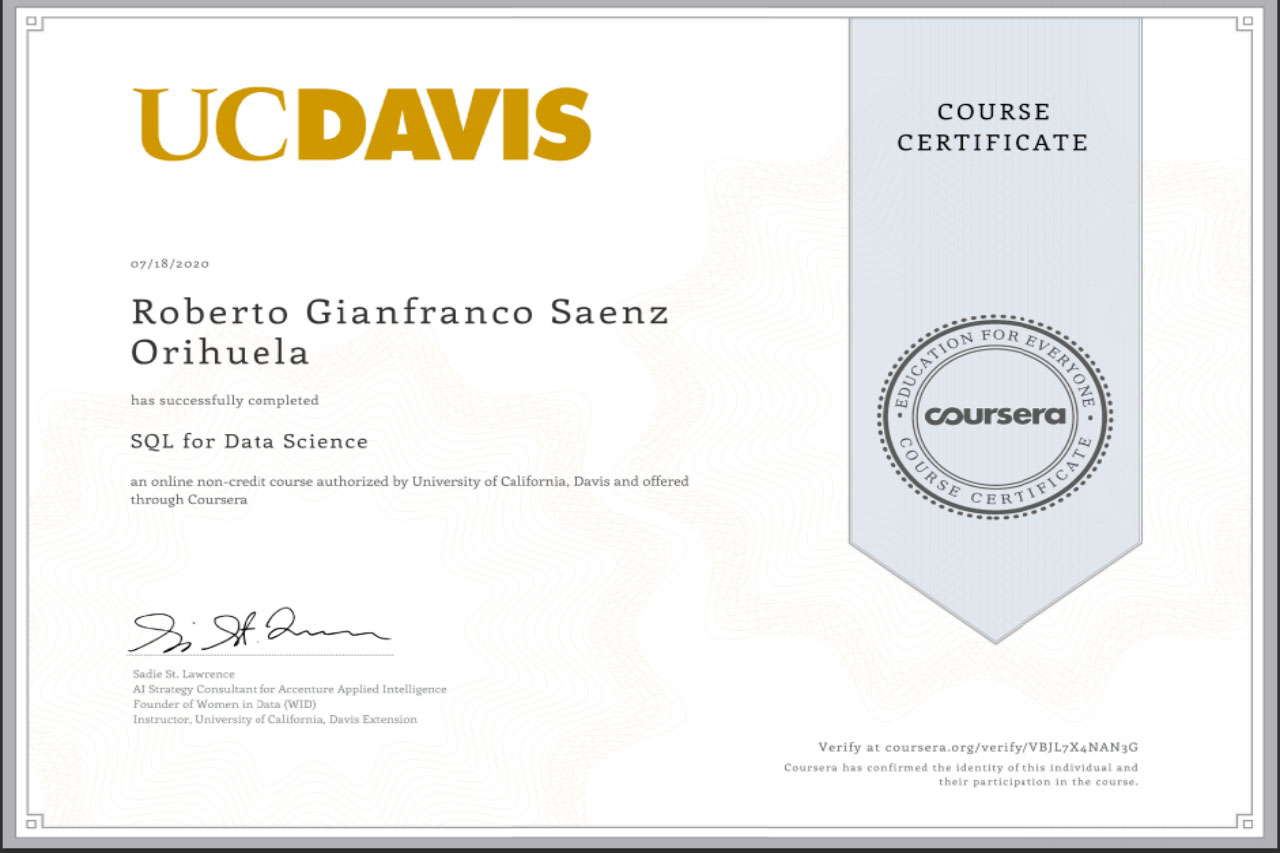 UCDAVIS
COURSE
CERTIFICATE
07/18/2020
Roberto Gianfranco Saenz
Orihuela
has successfully completed
SQL for Data Science
an online non-credit course authorized by University of California, Davis and offered
through Coursera
EDUCATION FOR EVERYONE
coursera
COURSE CERTIFICATE
Sadie St. Lawrence
AI Strategy Consultant for Accenture Applied Intelligence
Founder of Women in Data (WID)
Instructor, University of California, Davis Extension
Verify at coursera.org/verify/VBJL7X4NAN3G
Coursera has confirmed the identity of this individual and
their participation in the course.